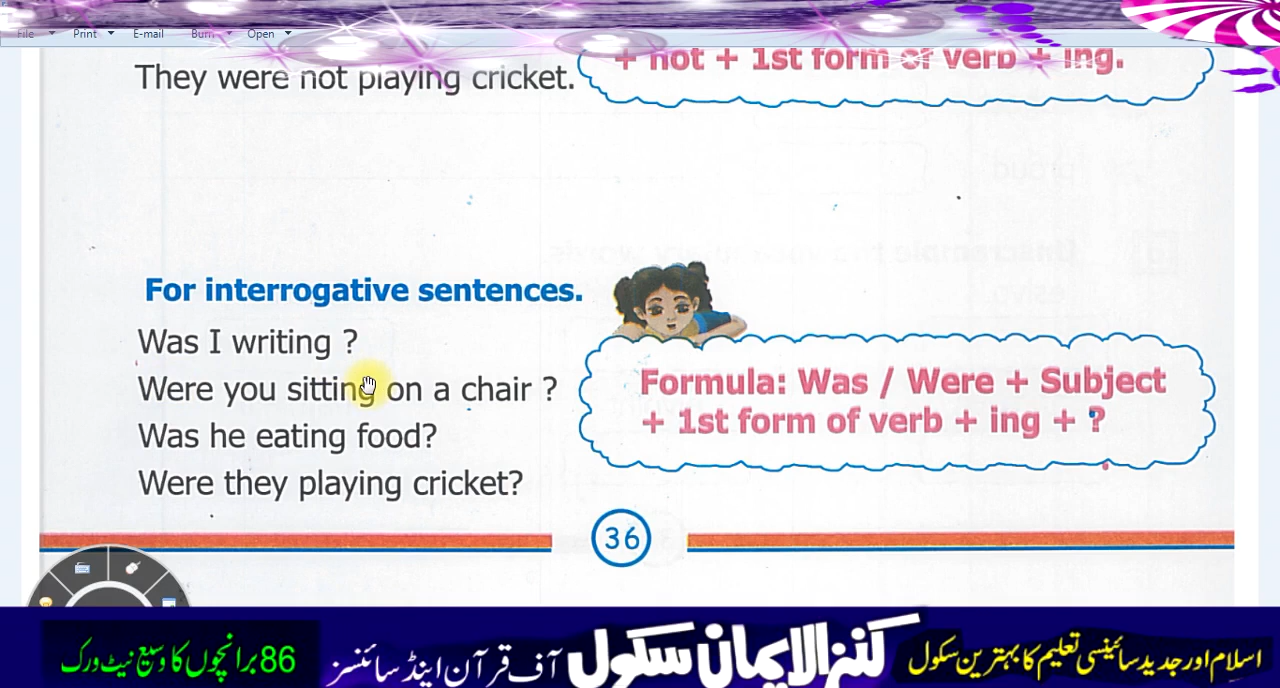 File Print E-mail Burn Open
They were not playing cricket.
+ not + 1st form of verb + ing.
For interrogative sentences.
Was I writing ?
Were you sitting on a chair ?
Was he eating food?
Were they playing cricket?
Formula: Was / Were + Subject
+ 1st form of verb + ing + ?
36
اسلام اور جدید سائینسی تعلیم کا بہترین سکول کنزالایمان سکول آف قرآن اینڈ سائنسز 86 برانچوں کا وسیع نیٹ ورک